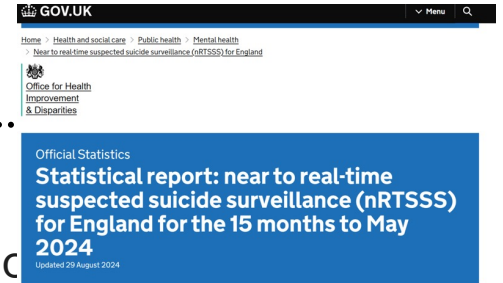 GOV.UK
Menu
Home > Health and social care > Public health > Mental health
> Near to real-time suspected suicide surveillance (nRTSSS) for England
Office for Health
Improvement
& Disparities
Official Statistics
Statistical report: near to real-time
suspected suicide surveillance (nRTSSS)
for England for the 15 months to May
2024
Updated 29 August 2024